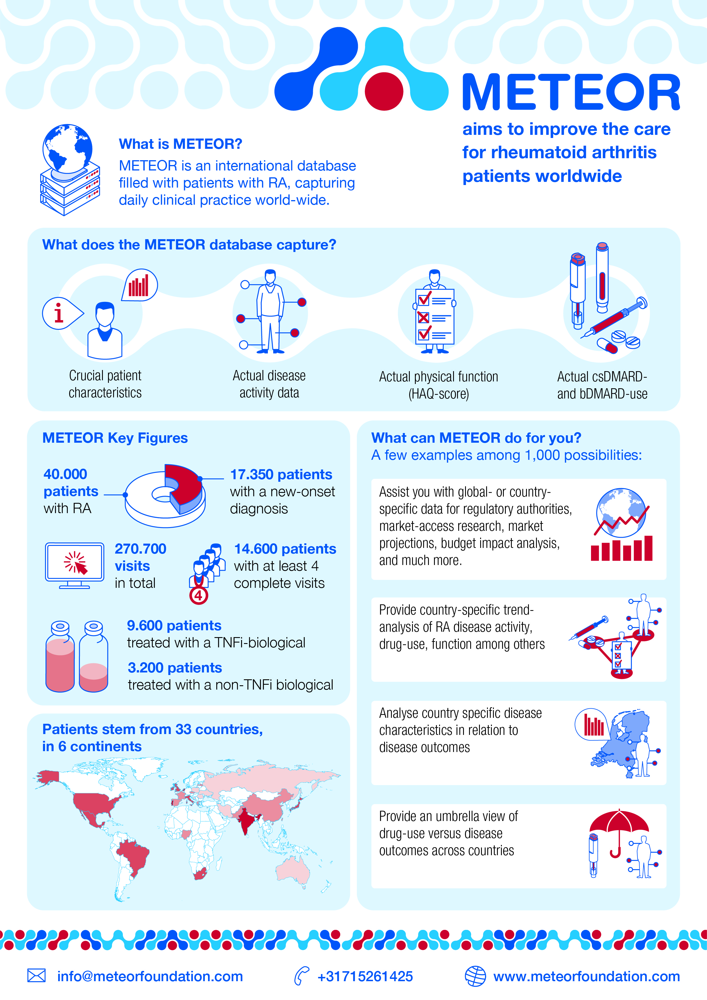 METEOR
aims to improve the care
for rheumatoid arthritis
patients worldwide
What is METEOR?
METEOR is an international database
filled with patients with RA, capturing
daily clinical practice world-wide.
What does the METEOR database capture?
i
Crucial patient
characteristics
Actual disease
activity data
Actual physical function
(HAQ-score)
Actual csDMARD-
and bDMARD-use
METEOR Key Figures
40.000
patients
with RA
17.350 patients
with a new-onset
diagnosis
270.700
visits
in total
4
14.600 patients
with at least 4
complete visits
9.600 patients
treated with a TNFi-biological
3.200 patients
treated with a non-TNFi biological
Patients stem from 33 countries,
in 6 continents
What can METEOR do for you?
A few examples among 1,000 possibilities:
Assist you with global- or country-
specific data for regulatory authorities,
market-access research, market
projections, budget impact analysis,
and much more.
Provide country-specific trend-
analysis of RA disease activity,
drug-use, function among others
Analyse country specific disease
characteristics in relation to
disease outcomes
Provide an umbrella view of
drug-use versus disease
outcomes across countries
info@meteorfoundation.com
+31715261425
www.meteorfoundation.com